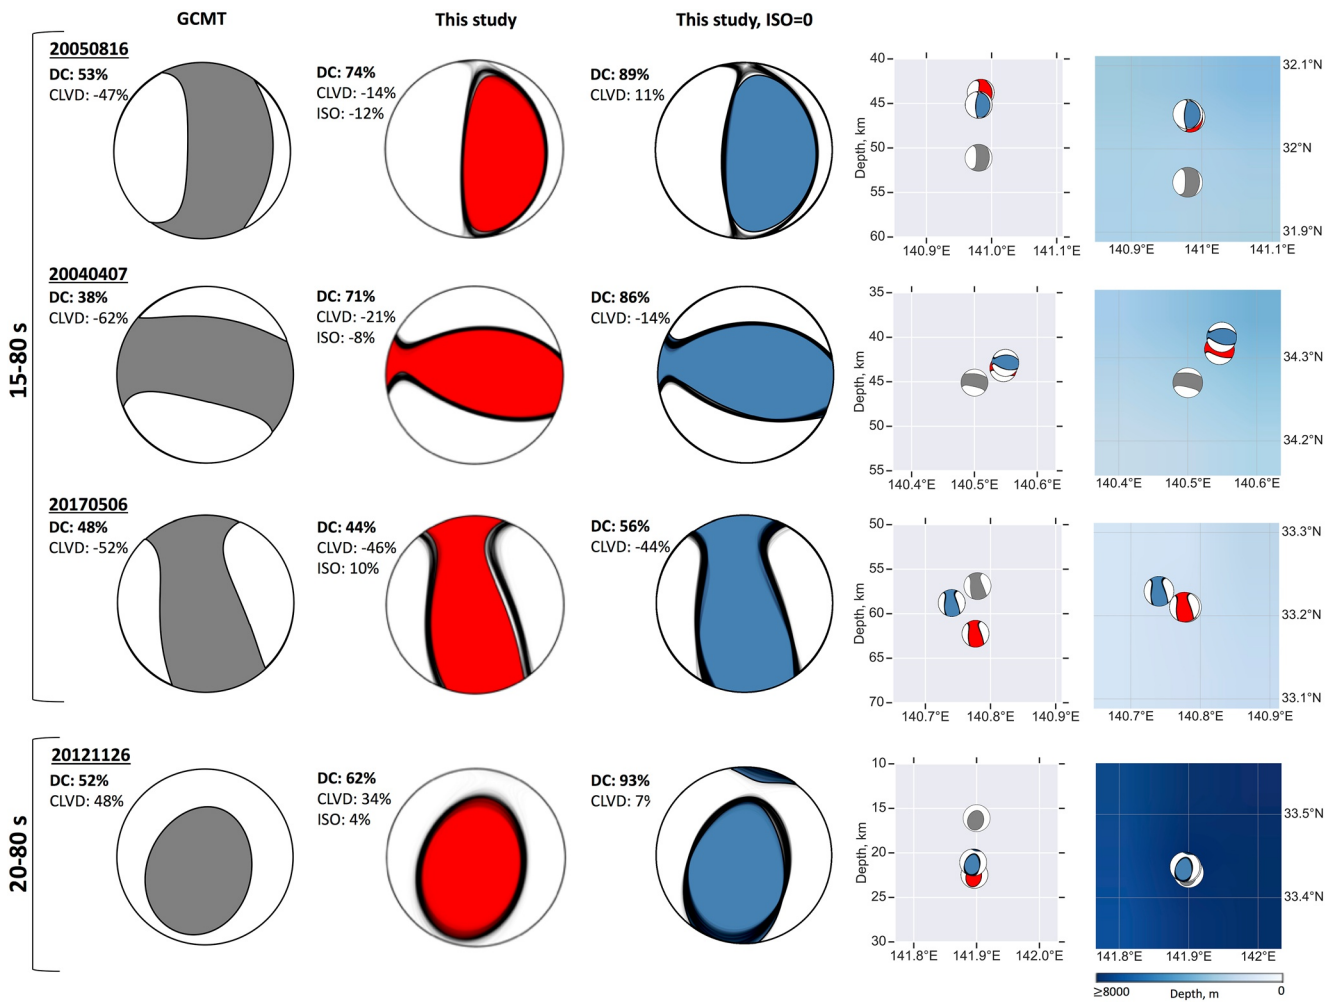 GCMT
This study
This study, ISO=0
15-80 s
20050816
DC: 53%
CLVD: -47%
DC: 74%
CLVD: -14%
ISO: -12%
DC: 89%
CLVD: 11%
Depth, km
40
45
50
55
60
140.9°E 141.0°E 141.1°E
32.1°N
32°N
31.9°N
140.9°E 141°E 141.1°E
20040407
DC: 38%
CLVD: -62%
DC: 71%
CLVD: -21%
ISO: -8%
DC: 86%
CLVD: -14%
Depth, km
35
40
45
50
55
140.4°E 140.5°E 140.6°E
34.3°N
34.2°N
140.4°E 140.5°E 140.6°E
20170506
DC: 48%
CLVD: -52%
DC: 44%
CLVD: -46%
ISO: 10%
DC: 56%
CLVD: -44%
Depth, km
50
55
60
65
70
140.7°E 140.8°E 140.9°E
33.3°N
33.2°N
33.1°N
140.7°E 140.8°E 140.9°E
20-80 s
20121126
DC: 52%
CLVD: 48%
DC: 62%
CLVD: 34%
ISO: 4%
DC: 93%
CLVD: 7%
Depth, km
10
15
20
25
30
141.8°E 141.9°E 142.0°E
33.5°N
33.4°N
141.8°E 141.9°E 142°E
≥8000 Depth, m 0